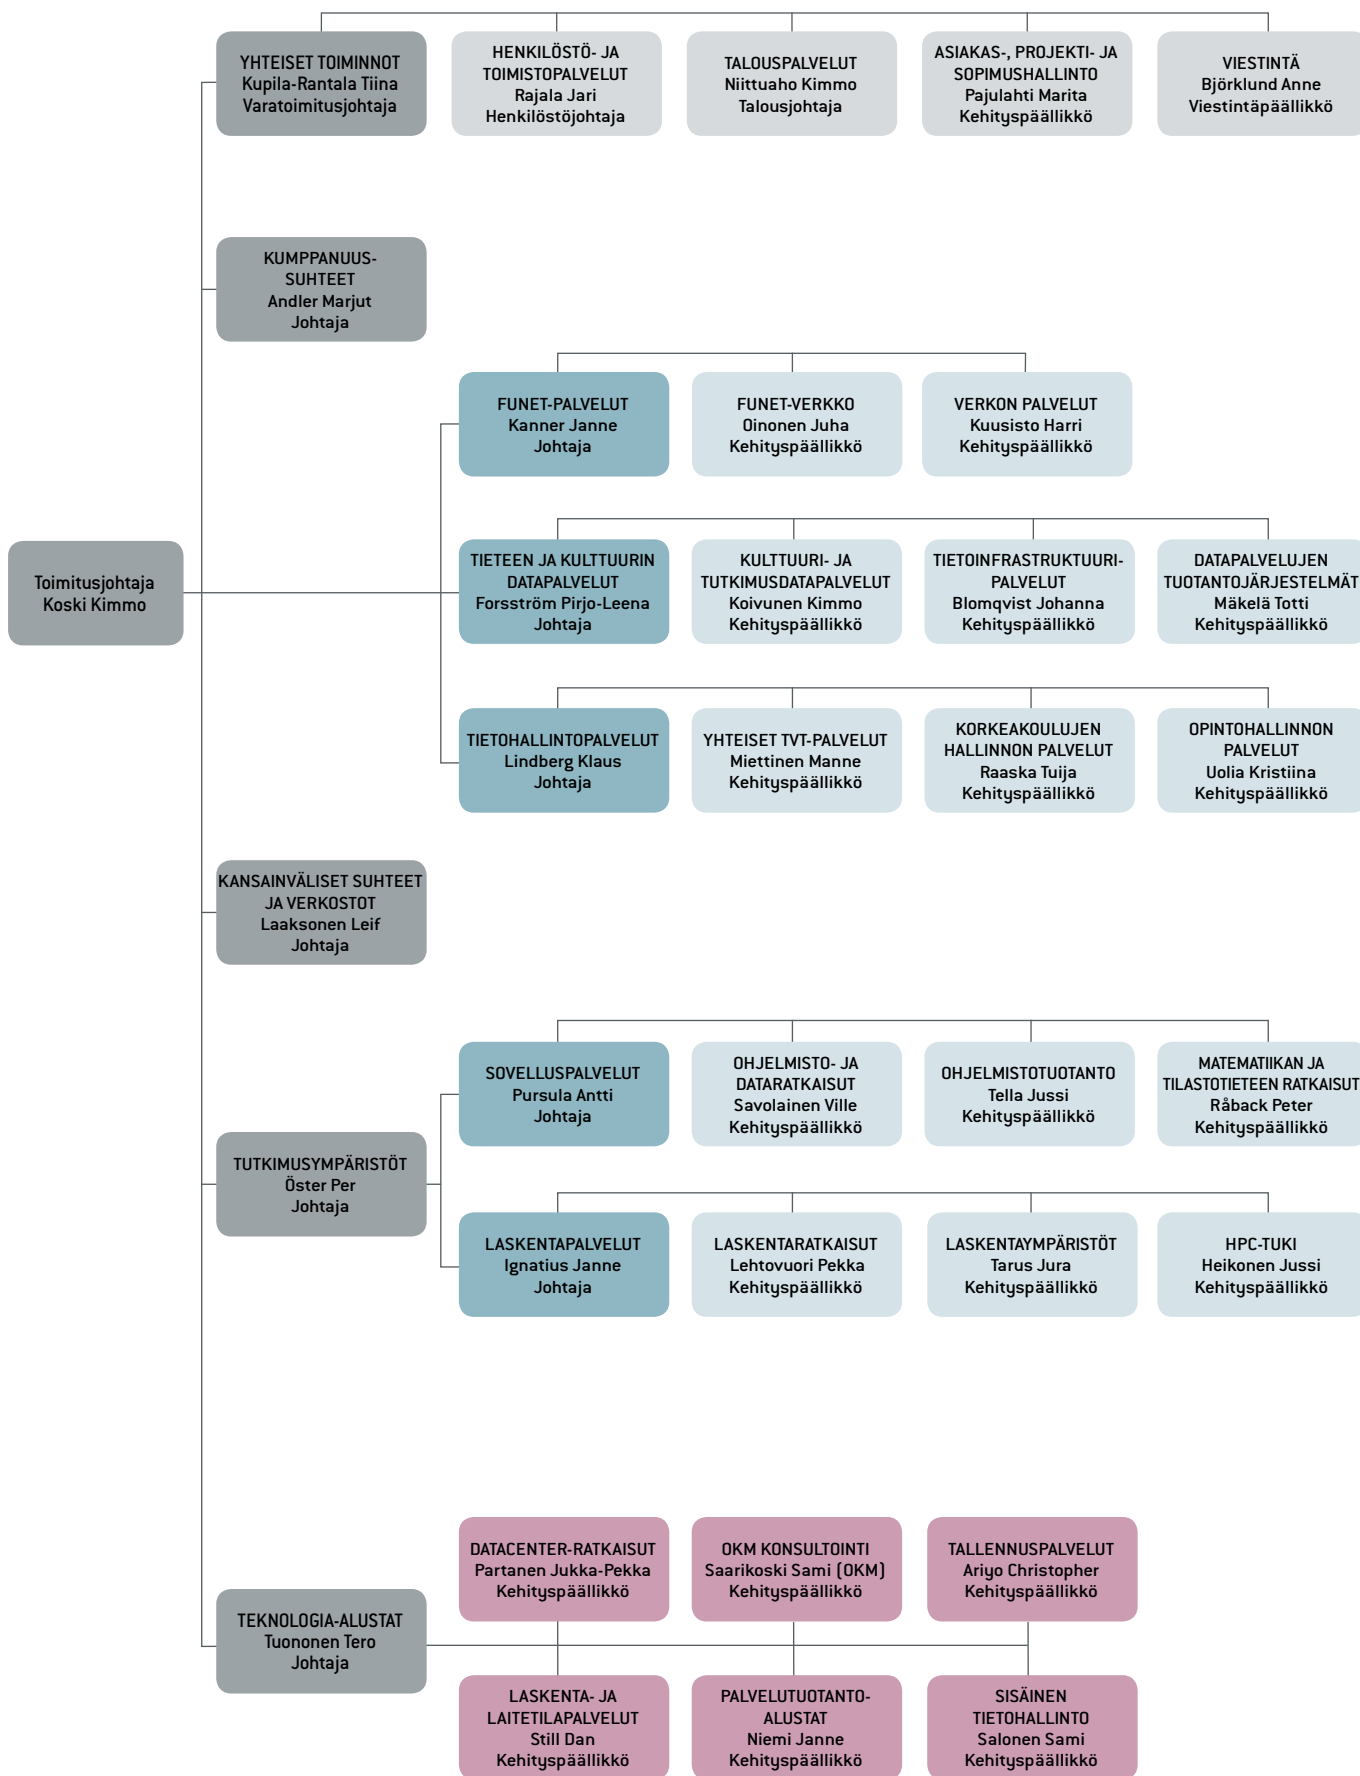 YHTEISET TOIMINNOT
Kupila-Rantala Tiina
Varatoimitusjohtaja
HENKILÖSTÖ- JA
TOIMISTOPALVELUT
Rajala Jari
Henkilöstöjohtaja
TALOUSPALVELUT
Niittuaho Kimmo
Talousjohtaja
ASIAKAS-, PROJEKTI- JA
SOPIMUSHALLINTO
Pajulahti Marita
Kehityspäällikkö
VIESTINTÄ
Björklund Anne
Viestintäpäällikkö
KUMPPANUUS-
SUHTEET
Andler Marjut
Johtaja
FUNET-PALVELUT
Kanner Janne
Johtaja
FUNET-VERKKO
Oinonen Juha
Kehityspäällikkö
VERKON PALVELUT
Kuusisto Harri
Kehityspäällikkö
Toimitusjohtaja
Koski Kimmo
TIETEEN JA KULTTUURIN
DATAPALVELUT
Forsström Pirjo-Leena
Johtaja
KULTTUURI- JA
TUTKIMUSDATAPALVELUT
Koivunen Kimmo
Kehityspäällikkö
TIETOINFRASTRUKTUURI-
PALVELUT
Blomqvist Johanna
Kehityspäällikkö
DATAPALVELUJEN
TUOTANTOJÄRJESTELMÄT
Mäkelä Totti
Kehityspäällikkö
TIETOHALLINTOPALVELUT
Lindberg Klaus
Johtaja
YHTEISET TVT-PALVELUT
Miettinen Manne
Kehityspäällikkö
KORKEAKOULUJEN
HALLINNON PALVELUT
Raaska Tuija
Kehityspäällikkö
OPINTOHALLINNON
PALVELUT
Uolia Kristiina
Kehityspäällikkö
KANSAINVÄLISET SUHTEET
JA VERKOSTOT
Laaksonen Leif
Johtaja
SOVELLUSPALVELUT
Pursula Antti
Johtaja
OHJELMISTO- JA
DATARATKAISUT
Savolainen Ville
Kehityspäällikkö
OHJELMISTOTUOTANTO
Tella Jussi
Kehityspäällikkö
MATEMATIIKAN JA
TILASTOTIETEEN RATKAISUT
Råback Peter
Kehityspäällikkö
TUTKIMUSYMPÄRISTÖT
Öster Per
Johtaja
LASKENTAPALVELUT
Ignatius Janne
Johtaja
LASKENTARATKAISUT
Lehtovuori Pekka
Kehityspäällikkö
LASKENTAYMPÄRISTÖT
Tarus Jura
Kehityspäällikkö
HPC-TUKI
Heikonen Jussi
Kehityspäällikkö
DATACENTER-RATKAISUT
Partanen Jukka-Pekka
Kehityspäällikkö
OKM KONSULTOINTI
Saarikoski Sami (OKM)
Kehityspäällikkö
TALLENNUSPALVELUT
Ariyo Christopher
Kehityspäällikkö
TEKNOLOGIA-ALUSTAT
Tuononen Tero
Johtaja
LASKENTA- JA
LAITETILAPALVELUT
Still Dan
Kehityspäällikkö
PALVELUTUOTANTO-
ALUSTAT
Niemi Janne
Kehityspäällikkö
SISÄINEN
TIETOHALLINTO
Salonen Sami
Kehityspäällikkö